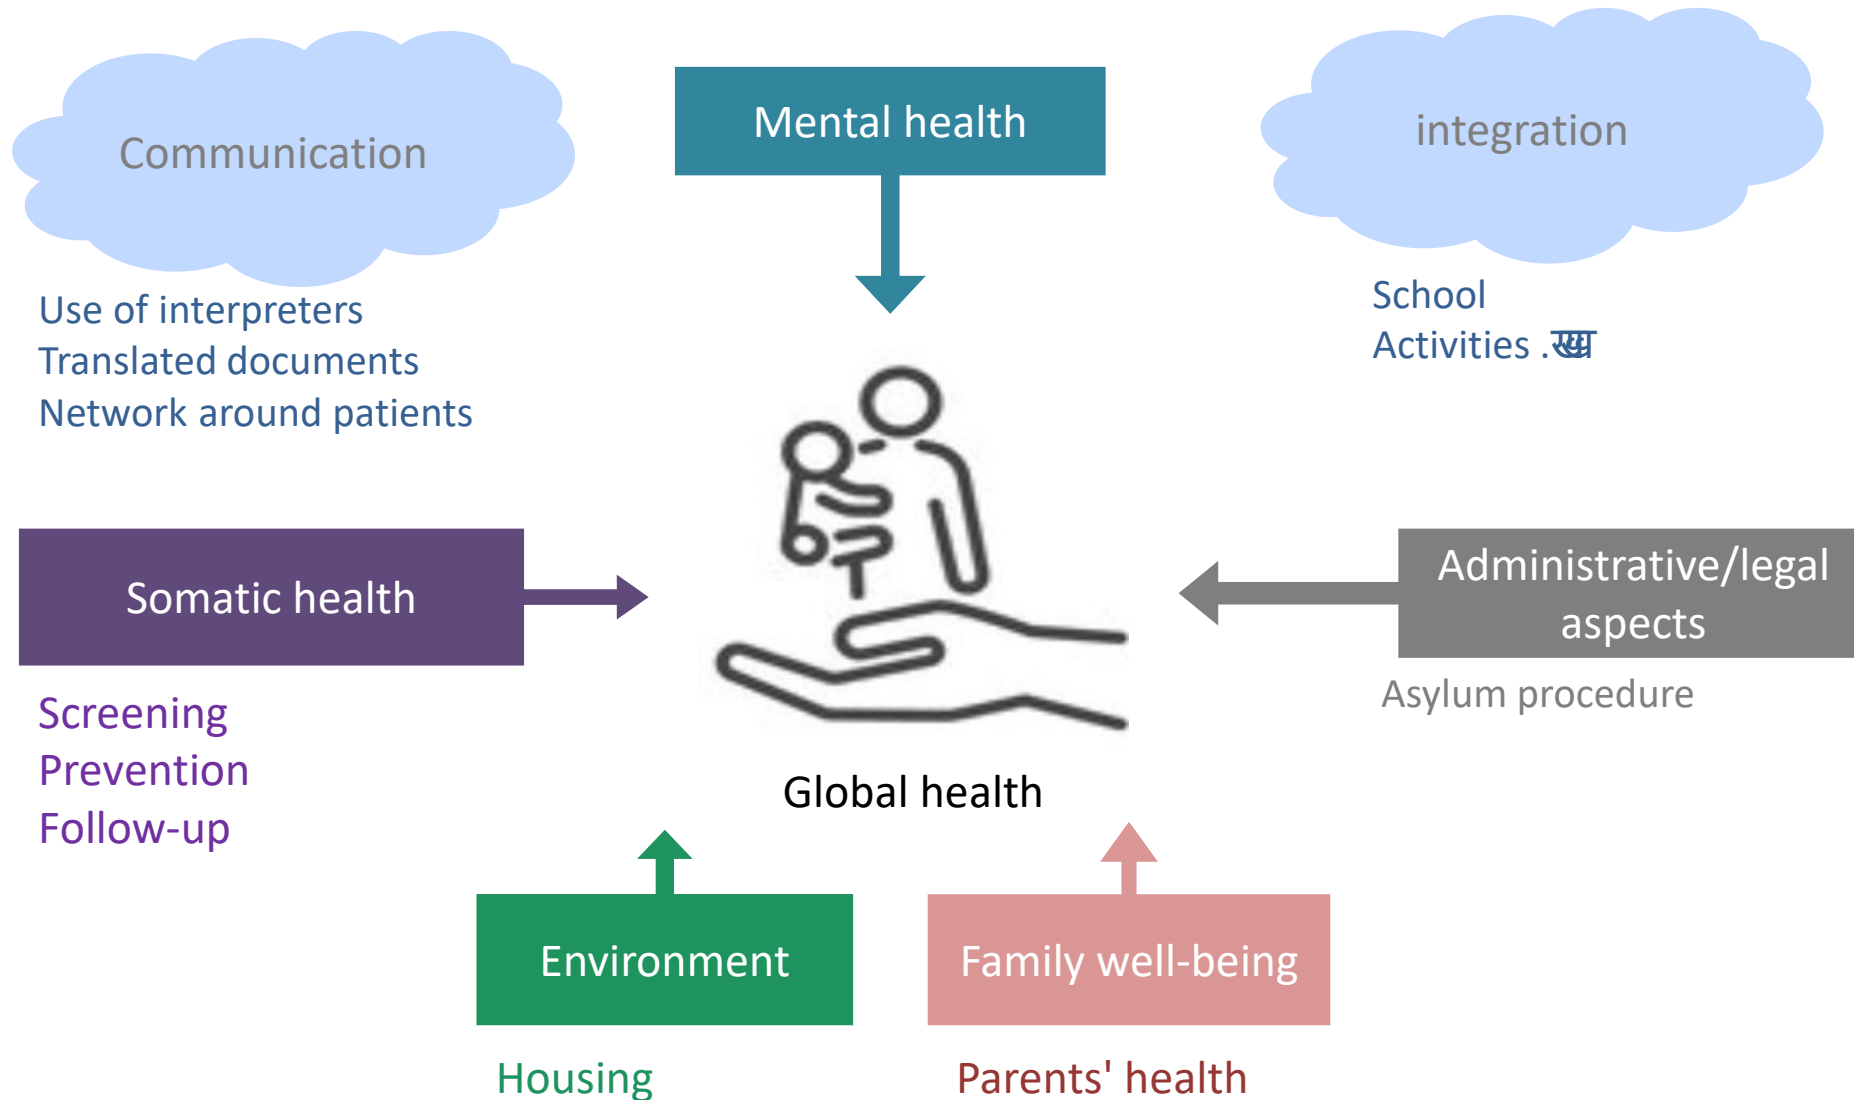 Communication
Mental health
integration
Use of interpreters
Translated documents
Network around patients
School
Activities .
Somatic health
Administrative/legal
aspects
Screening
Prevention
Follow-up
Asylum procedure
Global health
Environment
Family well-being
Housing
Parents' health